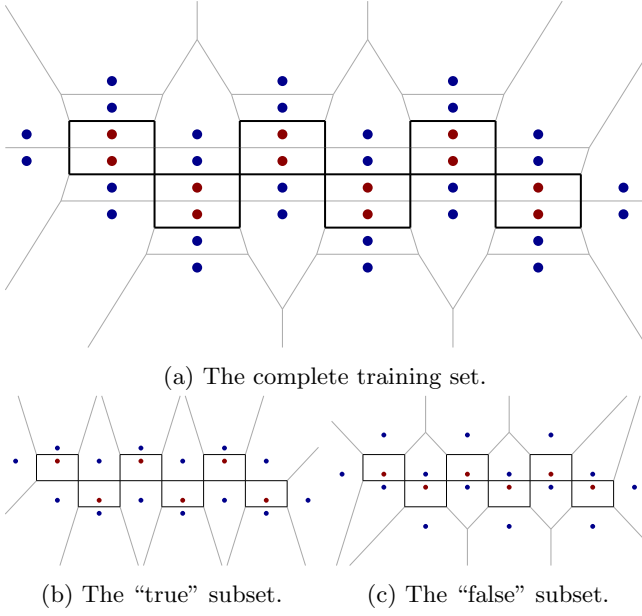 (a) The complete training set.
(b) The “true” subset.
(c) The “false” subset.